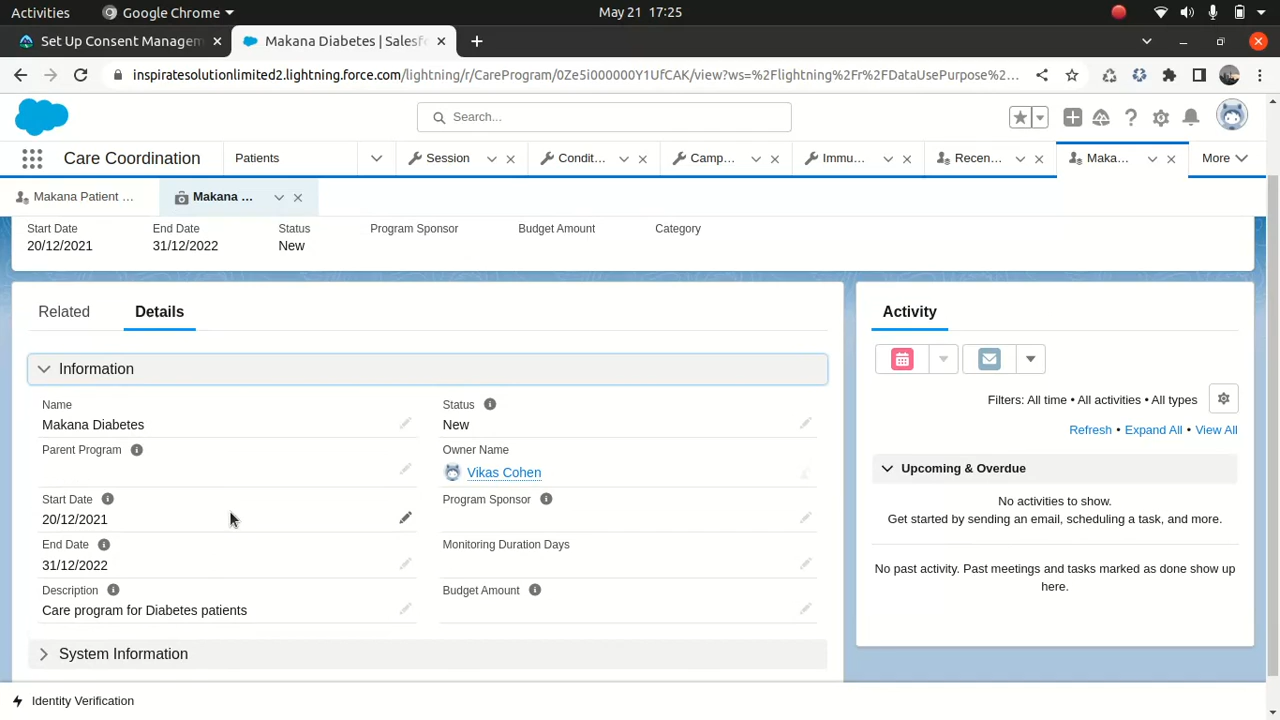 Activities
Google Chrome
May 21 17:25
Set Up Consent Managem
Makana Diabetes | Salesf
inspiratesolutionlimited2.lightning.force.com/lightning/r/CareProgram/0Ze5i000000Y1UfCAK/view?ws=%2Flightning%2Fr%2FDataUsePurpose%2...
Search...
Care Coordination
Patients
Session
Condit...
Camp...
Immu...
Recen...
Maka...
More
Makana Patient ...
Makana ...
Start Date
End Date
Status
Program Sponsor
Budget Amount
Category
20/12/2021
31/12/2022
New
Related
Details
Information
Name
Makana Diabetes
Status
New
Parent Program
Owner Name
Vikas Cohen
Start Date
20/12/2021
Program Sponsor
End Date
31/12/2022
Monitoring Duration Days
Description
Care program for Diabetes patients
Budget Amount
System Information
Activity
Filters: All time • All activities • All types
Refresh • Expand All • View All
Upcoming & Overdue
No activities to show.
Get started by sending an email, scheduling a task, and more.
No past activity. Past meetings and tasks marked as done show up
here.
Identity Verification